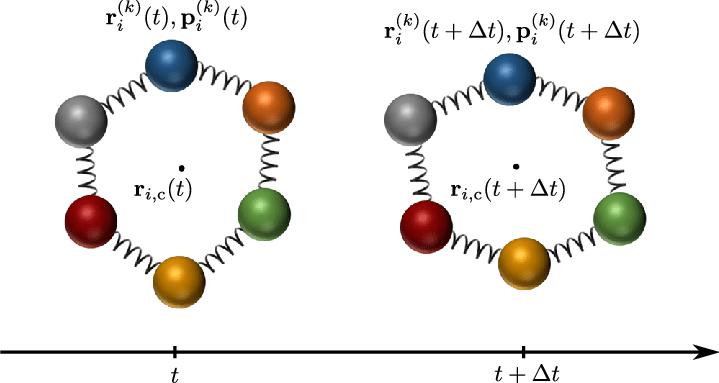 r_i^{(k)}(t), p_i^{(k)}(t)
r_i^{(k)}(t + Δt), p_i^{(k)}(t + Δt)
r_{i,c}(t)
r_{i,c}(t + Δt)
t
t + Δt